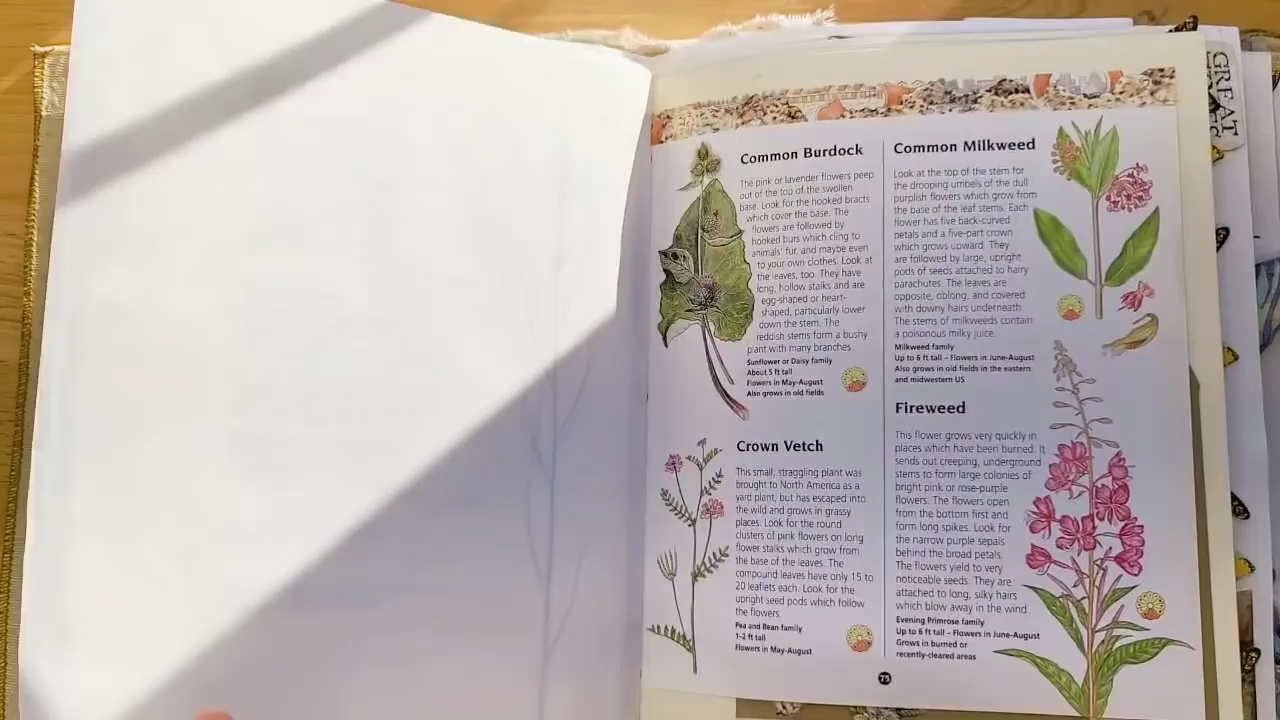 Common Burdock
The pink or lavender flowers peep
out of the top of the swollen
base. Look for the hooked bracts
which cover the base. The
flowers are followed by
hooked burs which cling to
animals' fur, and maybe even
to your own clothes. Look at
the leaves, too. They have
long, hollow stalks and are
egg-shaped or heart-
shaped, particularly lower
down the stem. The
reddish stems form a bushy
plant with many branches.
Sunflower or Daisy family
About 5 ft tall
Flowers in May-August
Also grows in old fields
Crown Vetch
This small, straggling plant was
brought to North America as a
yard plant, but has escaped into
the wild and grows in grassy
places. Look for the round
clusters of pink flowers on long
flower stalks which grow from
the base of the leaves. The
compound leaves have only 15 to
20 leaflets each. Look for the
upright seed pods which follow
the flowers.
Pea and Bean family
1-2 ft tall
Flowers in May-August
Common Milkweed
Look at the top of the stem for
the drooping umbels of the dull
purplish flowers which grow from
the base of the leaf stems. Each
flower has five back-curved
petals and a five-part crown
which grows upward. They
are followed by large, upright
pods of seeds attached to hairy
parachutes. The leaves are
opposite, oblong, and covered
with downy hairs underneath.
The stems of milkweeds contain
a poisonous milky juice.
Milkweed family
Up to 6 ft tall – Flowers in June-August
Also grows in old fields in the eastern
and midwestern US
Fireweed
This flower grows very quickly in
places which have been burned. It
sends out creeping, underground
stems to form large colonies of
bright pink or rose-purple
flowers. The flowers open
from the bottom first and
form long spikes. Look for
the narrow purple sepals
behind the broad petals.
The flowers yield to very
noticeable seeds. They are
attached to long, silky hairs
which blow away in the wind.
Evening Primrose family
Up to 6 ft tall – Flowers in June-August
Grows in burned or
recently-cleared areas
75
GREAT